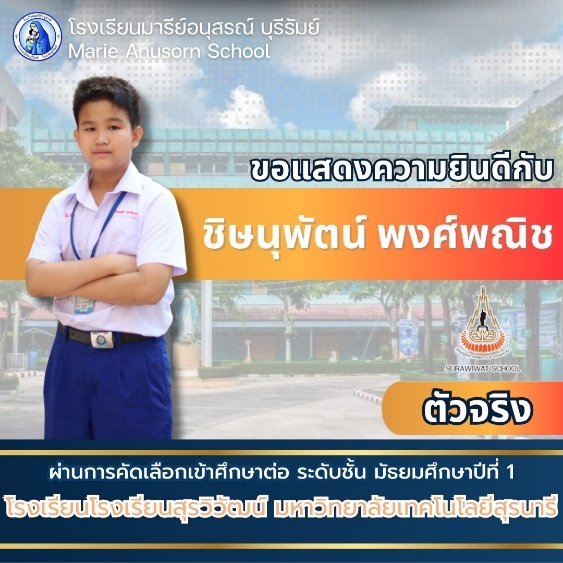 โรงเรียนมารีย์อนุสรณ์ บุรีรัมย์
Marie Anusorn School
ขอแสดงความยินดีกับ
ชิษนุพัตน์ พงศ์พณิช
SURAWIWAT SCHOOL
ตัวจริง
ผ่านการคัดเลือกเข้าศึกษาต่อ ระดับชั้น มัธยมศึกษาปีที่ 1
โรงเรียนโรงเรียนสุรวิวัฒน์ มหาวิทยาลัยเทคโนโลยีสุรนารี